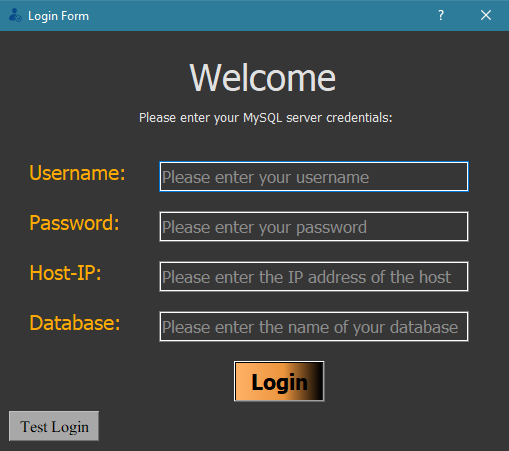 Login Form
?
Welcome
Please enter your MySQL server credentials:
Username: Please enter your username
Password: Please enter your password
Host-IP: Please enter the IP address of the host
Database: Please enter the name of your database
Login
Test Login